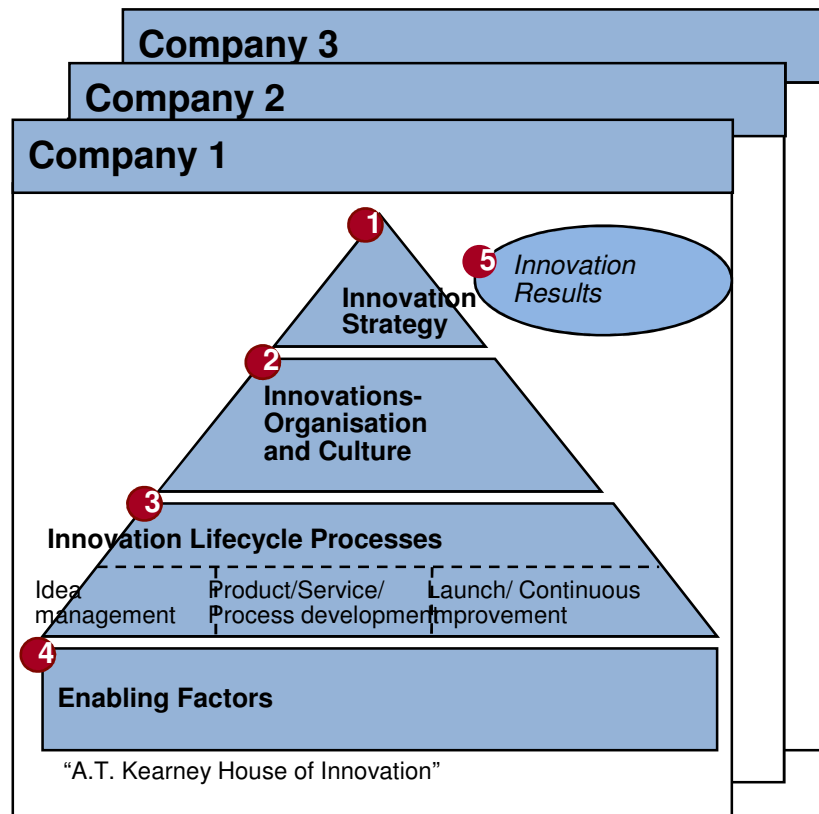 Company 3
Company 2
Company 1
1
5
Innovation
Results
Innovation
Strategy
2
Innovations-
Organisation
and Culture
3
Innovation Lifecycle Processes
Idea
management
Product/Service/
Process development
Launch/ Continuous
Improvement
4
Enabling Factors
“A.T. Kearney House of Innovation”